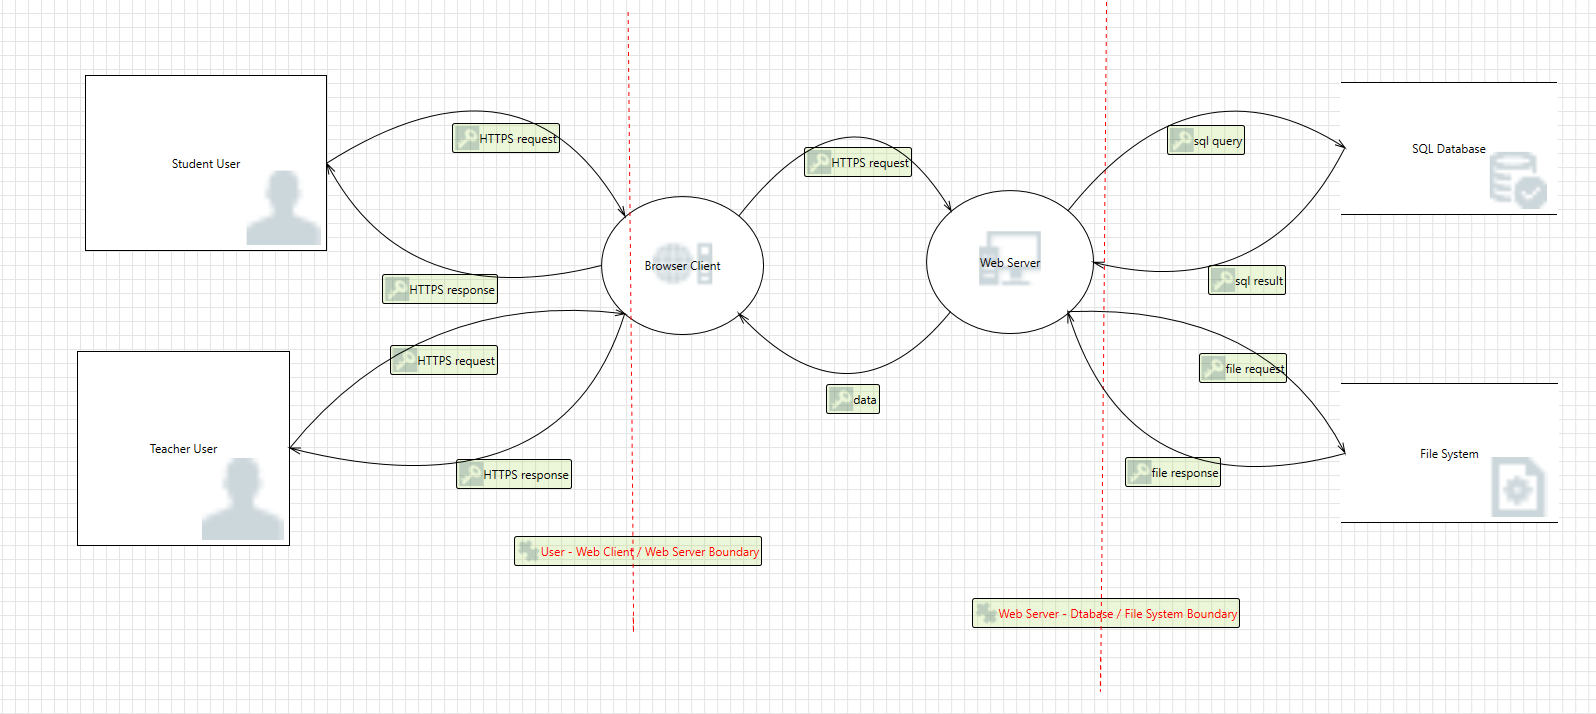 Student User
HTTPS request
HTTPS response
HTTPS request
HTTPS response
Teacher User
Browser Client
HTTPS request
data
Web Server
sql query
sql result
SQL Database
file request
file response
File System
User - Web Client / Web Server Boundary
Web Server - Dtabase / File System Boundary